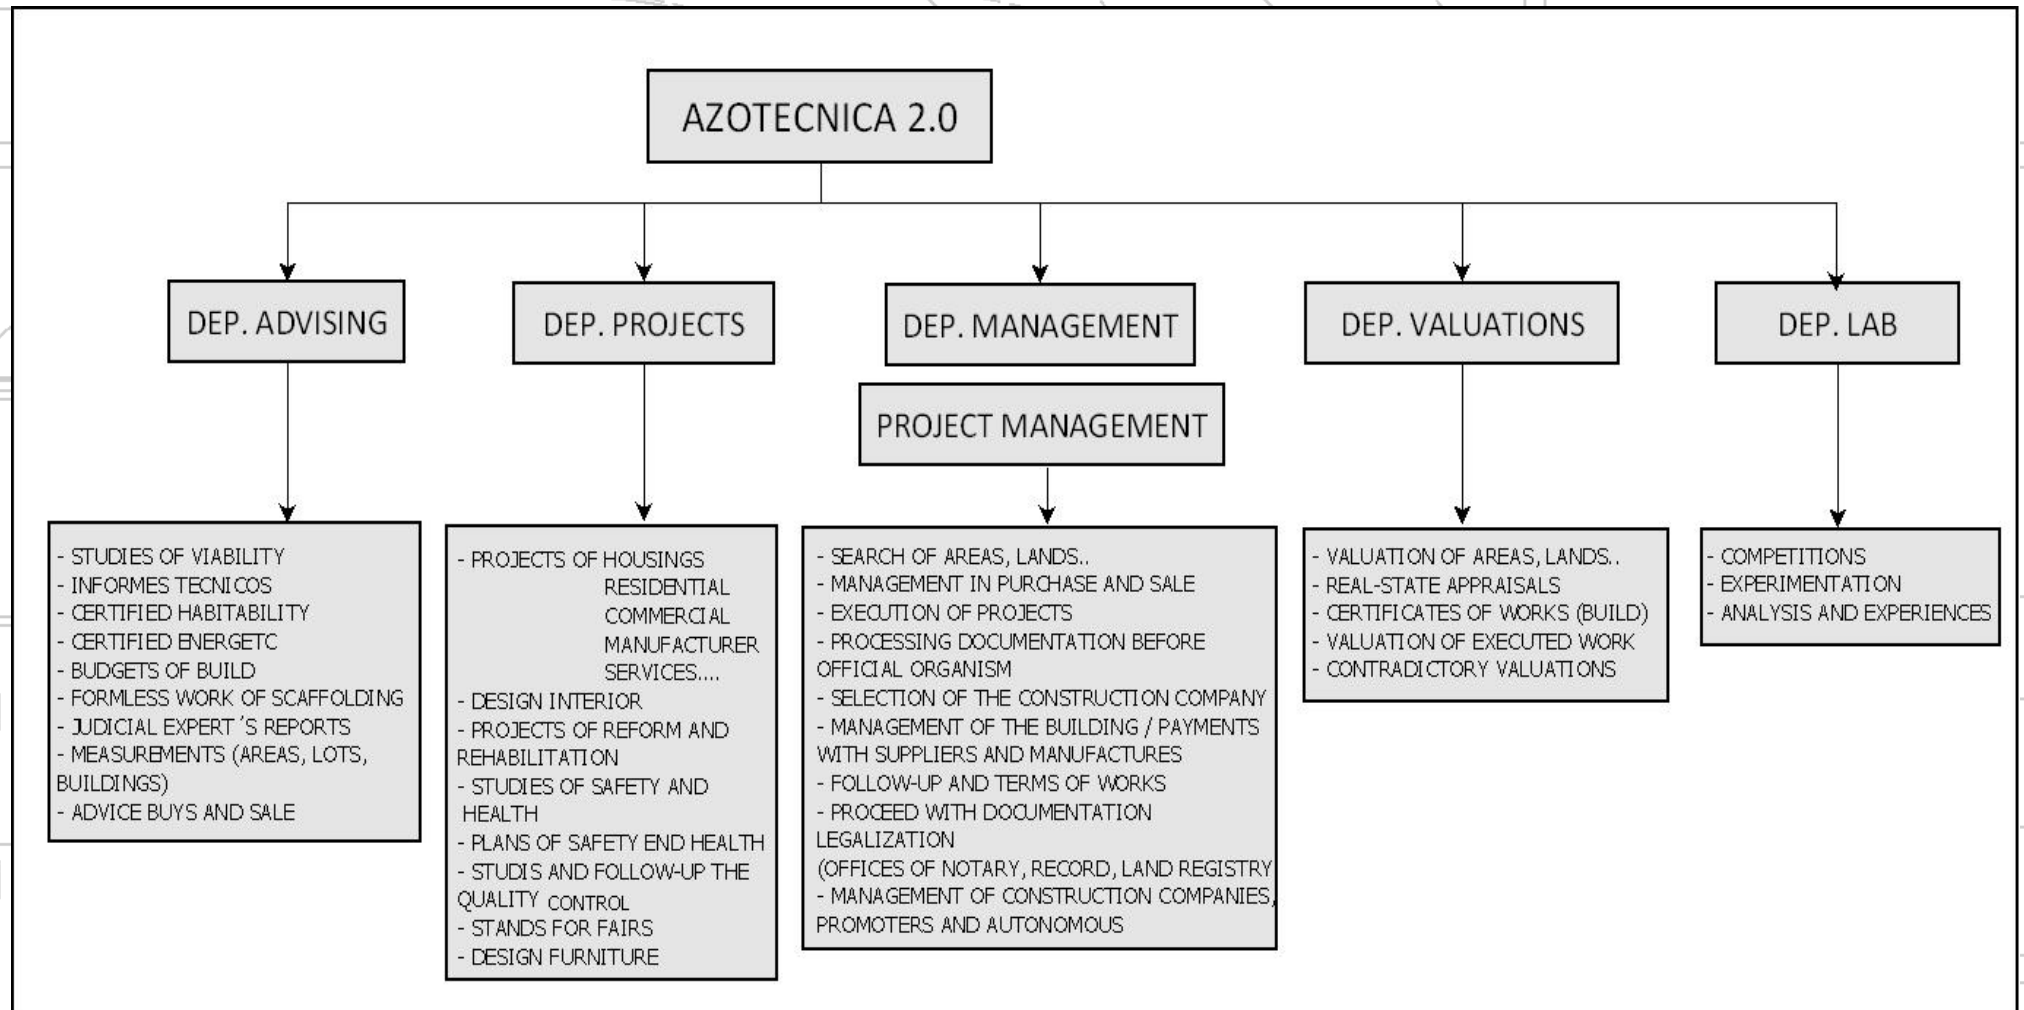 AZOTECNICA 2.0
DEP. ADVISING
DEP. PROJECTS
DEP. MANAGEMENT
DEP. VALUATIONS
DEP. LAB
PROJECT MANAGEMENT
- STUDIES OF VIABILITY
- INFORMES TECNICOS
- CERTIFIED HABITABILITY
- CERTIFIED ENERGETC
- BUDGETS OF BUILD
- FORMLESS WORK OF SCAFFOLDING
- JUDICIAL EXPERT ´S REPORTS
- MEASUREMENTS (AREAS, LOTS,
BUILDINGS)
- ADVICE BUYS AND SALE
- PROJECTS OF HOUSINGS
RESIDENTIAL
COMMERCIAL
MANUFACTURER
SERVICES....
- DESIGN INTERIOR
- PROJECTS OF REFORM AND
REHABILITATION
- STUDIES OF SAFETY AND
HEALTH
- PLANS OF SAFETY END HEALTH
- STUDIS AND FOLLOW-UP THE
QUALITY CONTROL
- STANDS FOR FAIRS
- DESIGN FURNITURE
- SEARCH OF AREAS, LANDS..
- MANAGEMENT IN PURCHASE AND SALE
- EXECUTION OF PROJECTS
- PROCESSING DOCUMENTATION BEFORE
OFFICIAL ORGANISM
- SELECTION OF THE CONSTRUCTION COMPANY
- MANAGEMENT OF THE BUILDING / PAYMENTS
WITH SUPPLIERS AND MANUFACTURES
- FOLLOW-UP AND TERMS OF WORKS
- PROCEED WITH DOCUMENTATION
LEGALIZATION
(OFFICES OF NOTARY, RECORD, LAND REGISTRY
- MANAGEMENT OF CONSTRUCTION COMPANIES,
PROMOTERS AND AUTONOMOUS
- VALUATION OF AREAS, LANDS..
- REAL-STATE APPRAISALS
- CERTIFICATES OF WORKS (BUILD)
- VALUATION OF EXECUTED WORK
- CONTRADICTORY VALUATIONS
- COMPETITIONS
- EXPERIMENTATION
- ANALYSIS AND EXPERIENCES